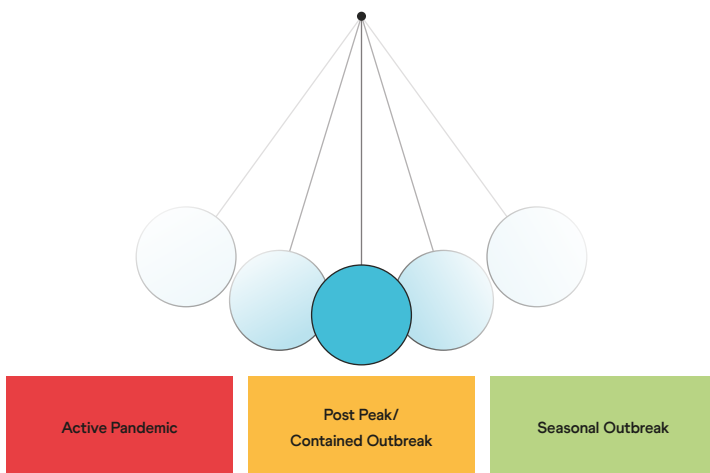 Active Pandemic
Post Peak/
Contained Outbreak
Seasonal Outbreak